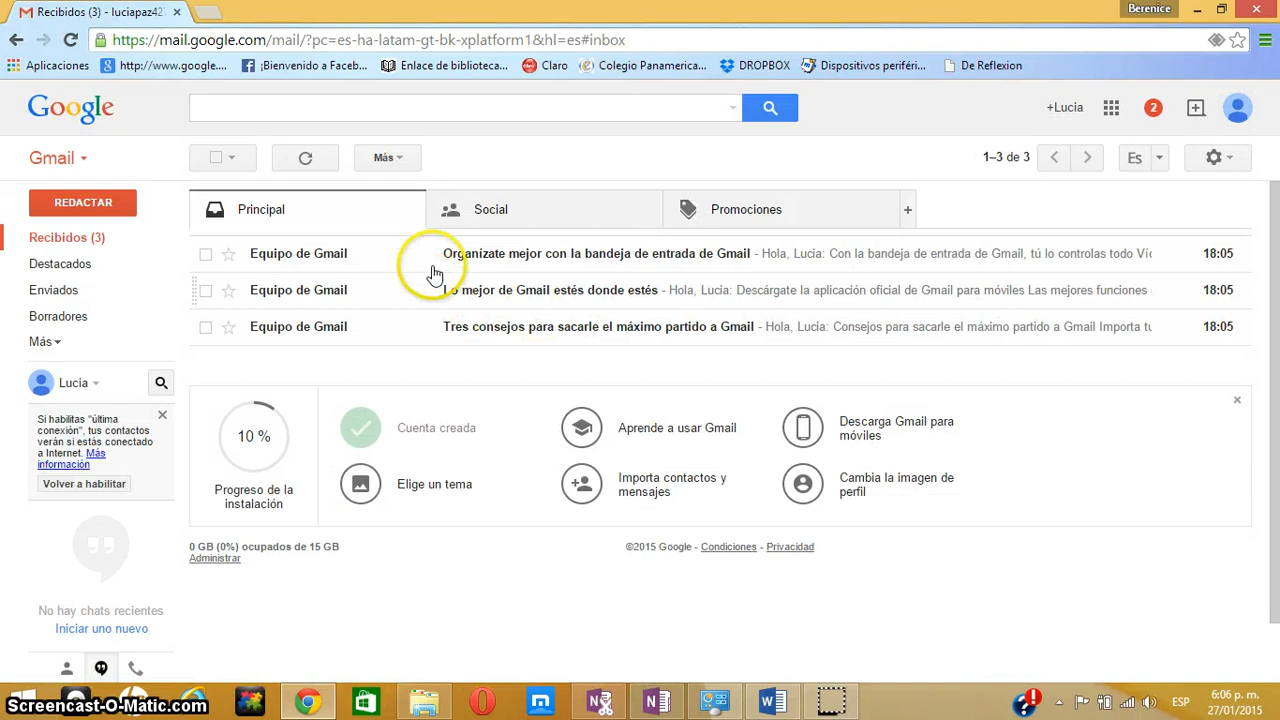 Recibidos (3) - luciapaz427
Berenice
https://mail.google.com/mail/?pc=es-ha-latam-gt-bk-xplatform1&hl=es#inbox
Aplicaciones http://www.google.... ¡Bienvenido a Faceb... Enlace de biblioteca... Claro Colegio Panamerica... DROPBOX Dispositivos periféri... De Reflexion
Google
+Lucia 2
Gmail
Más
1–3 de 3
Es
REDACTAR
Principal Social Promociones +
Recibidos (3)
Destacados
Enviados
Borradores
Más
Equipo de Gmail Organízate mejor con la bandeja de entrada de Gmail - Hola, Lucia: Con la bandeja de entrada de Gmail, tú lo controlas todo Víc 18:05
Equipo de Gmail Lo mejor de Gmail estés donde estés - Hola, Lucia: Descárgate la aplicación oficial de Gmail para móviles Las mejores funciones 18:05
Equipo de Gmail Tres consejos para sacarle el máximo partido a Gmail - Hola, Lucia: Consejos para sacarle el máximo partido a Gmail Importa tu 18:05
Lucia
Si habilitas "última
conexión", tus contactos
verán si estás conectado
a Internet. Más
información
Volver a habilitar
No hay chats recientes
Iniciar uno nuevo
10 %
Progreso de la
instalación
Cuenta creada
Aprende a usar Gmail
Descarga Gmail para
móviles
Elige un tema
Importa contactos y
mensajes
Cambia la imagen de
perfil
0 GB (0%) ocupados de 15 GB
Administrar
©2015 Google - Condiciones - Privacidad
Screencast-O-Matic.com
ESP
6:06 p. m.
27/01/2015